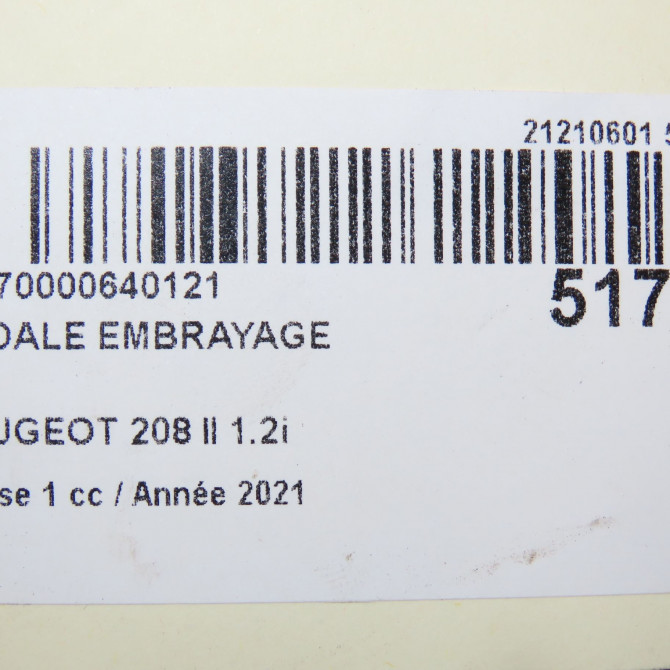 21210601 5
70000640121
517
DALE EMBRAYAGE
UGEOT 208 II 1.2i
se 1 cc / Année 2021